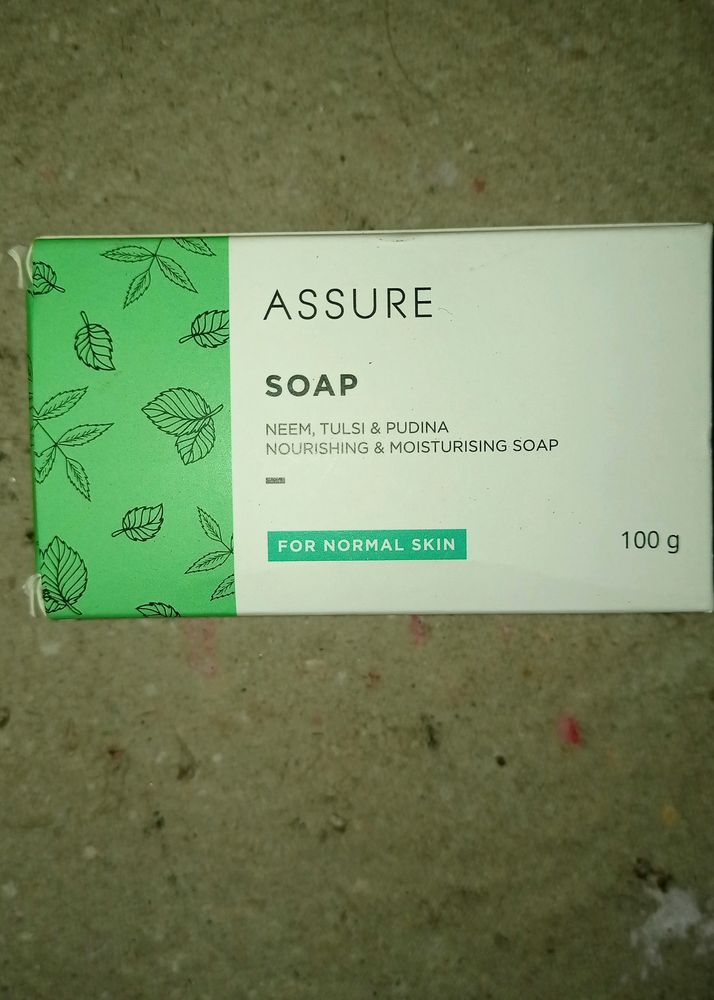 ASSURE
SOAP
NEEM, TULSI & PUDINA
NOURISHING & MOISTURISING SOAP
FOR NORMAL SKIN
100 g